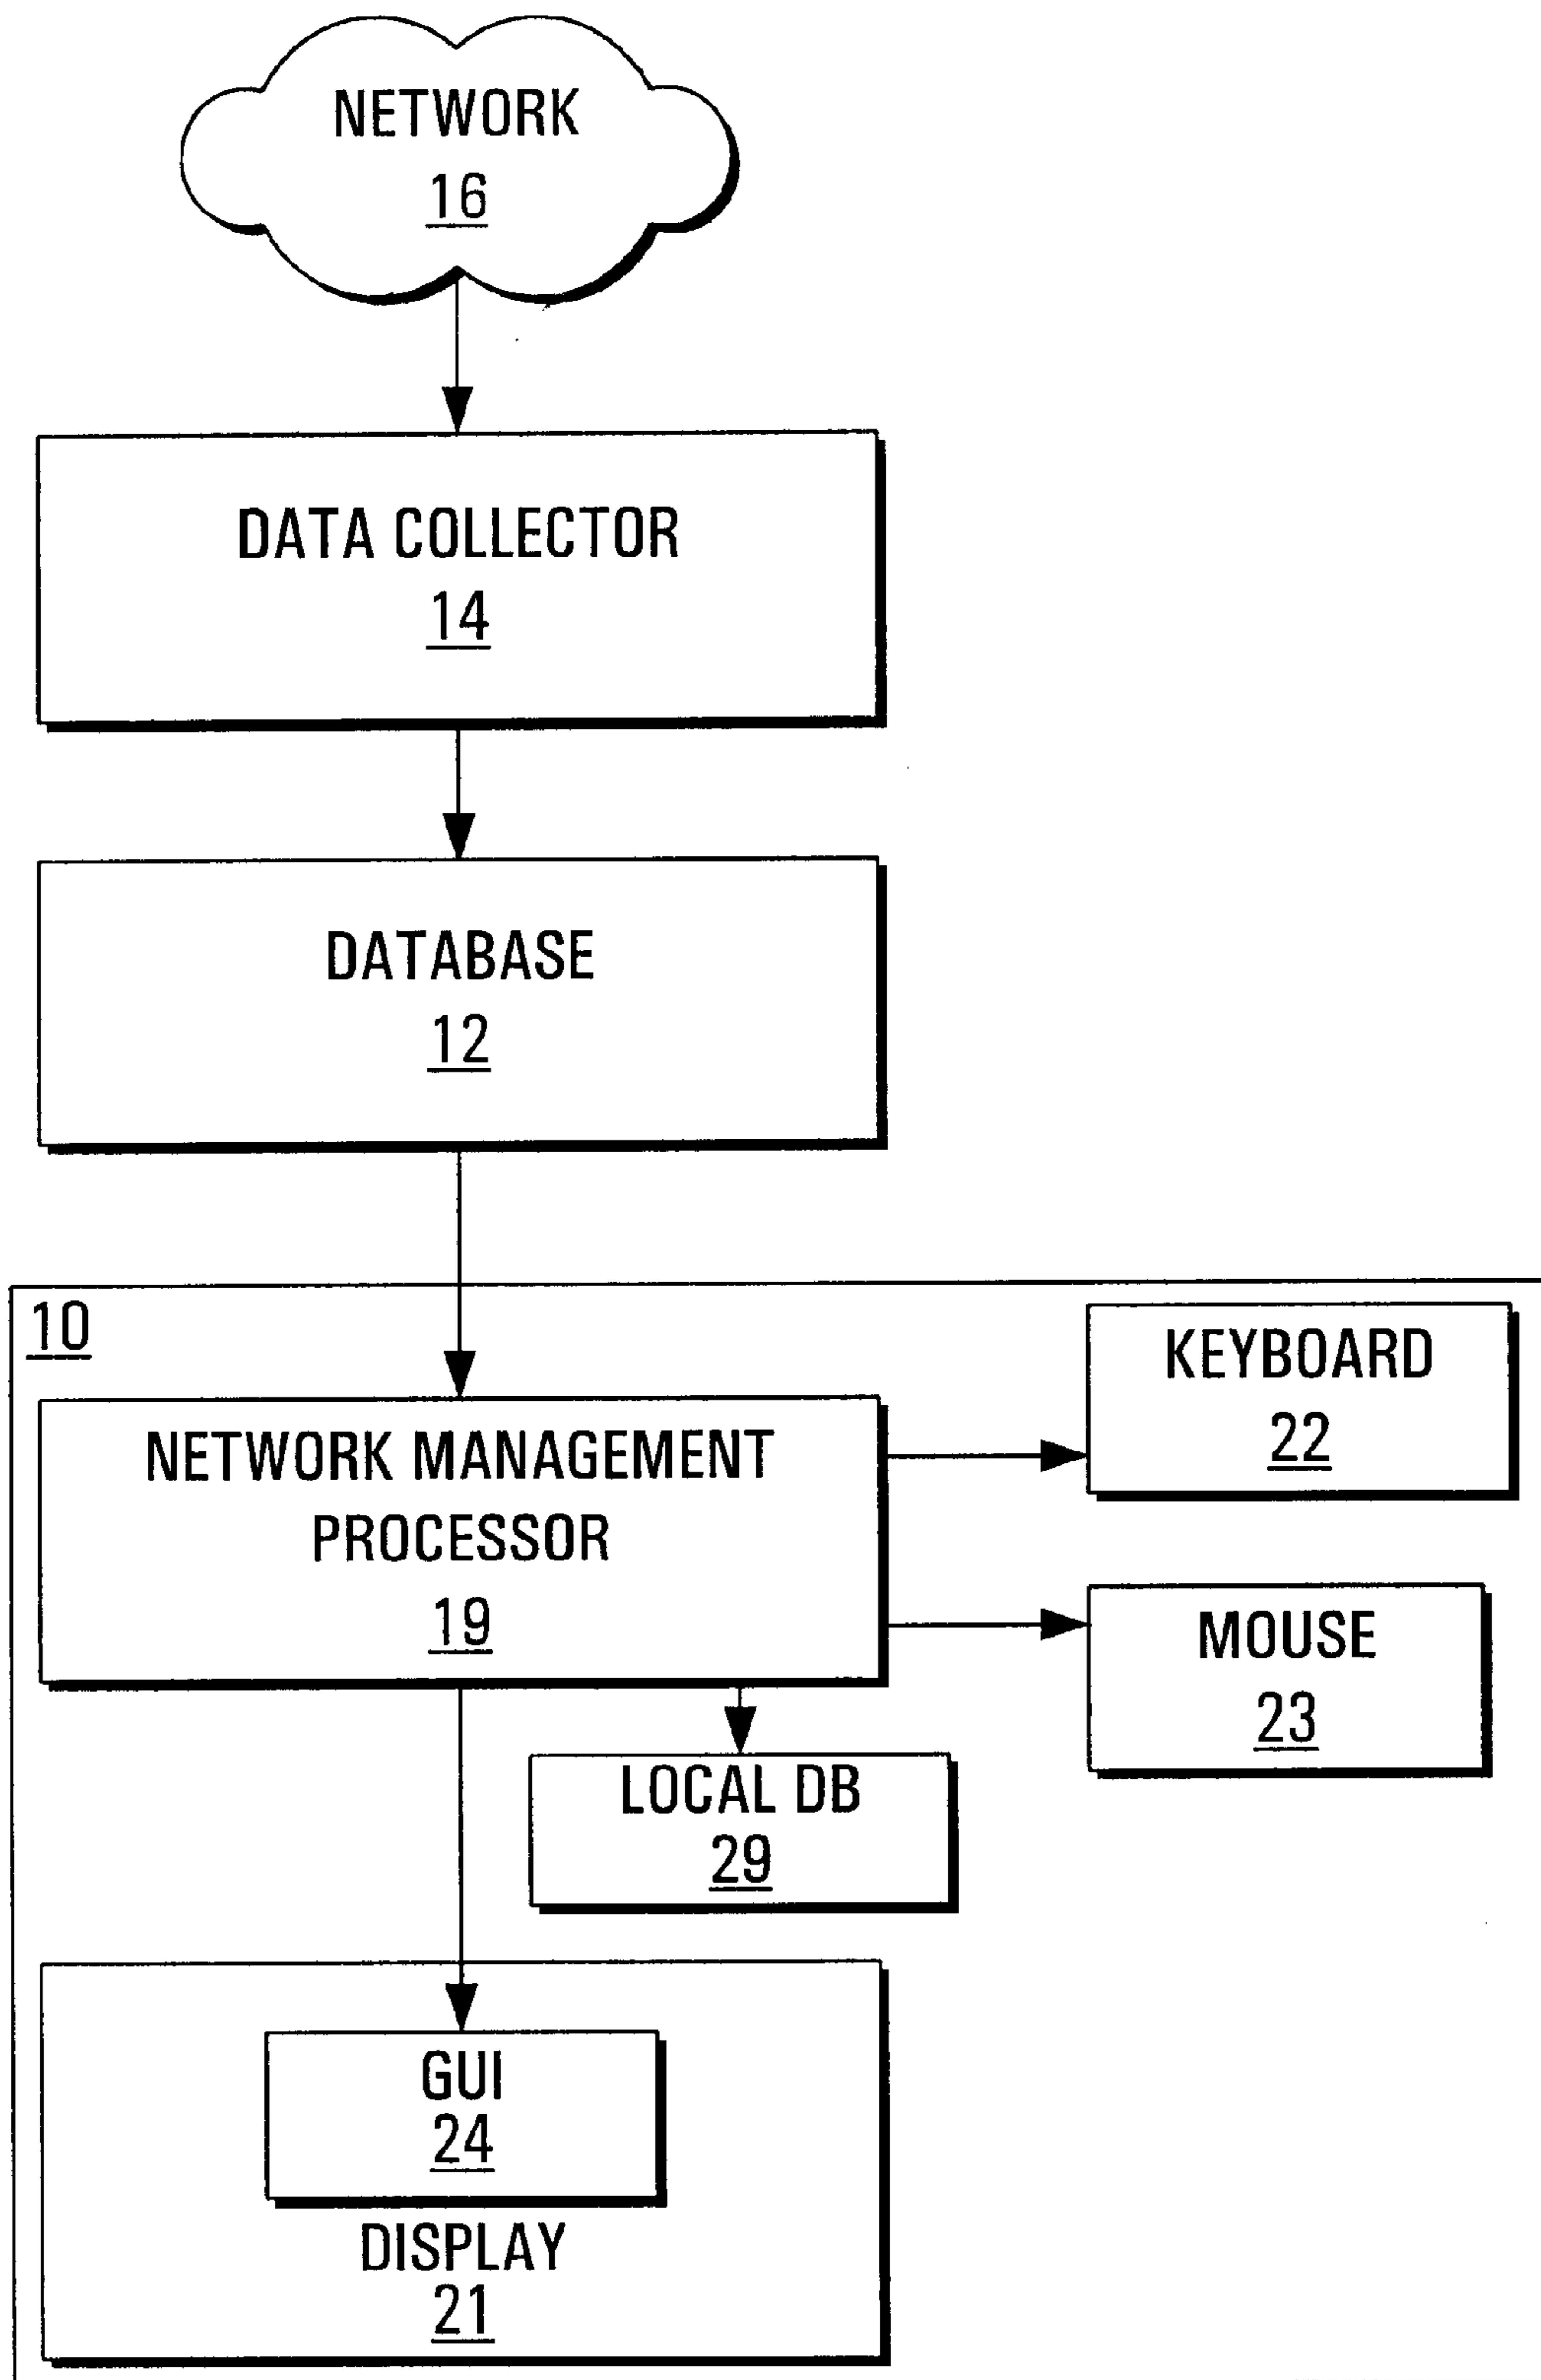 NETWORK
16
DATA COLLECTOR
14
DATABASE
12
10
KEYBOARD
22
NETWORK MANAGEMENT
PROCESSOR
19
MOUSE
23
LOCAL DB
29
GUI
24
DISPLAY
21